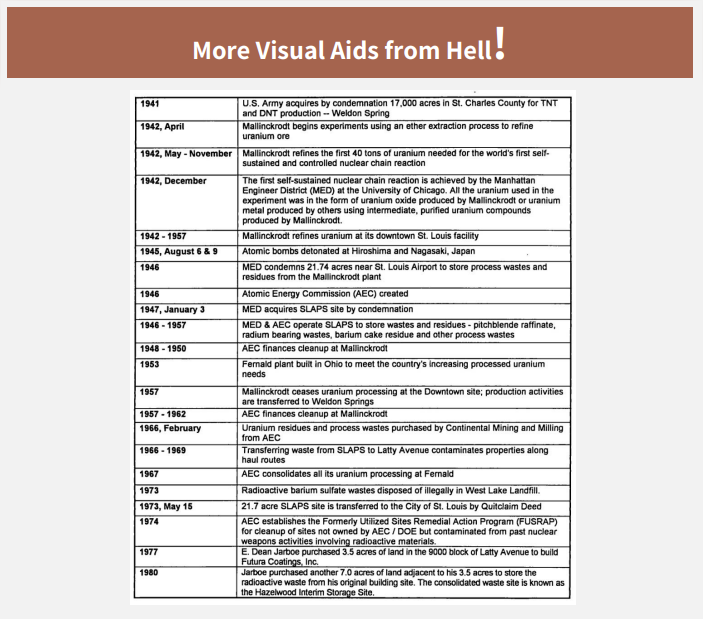 More Visual Aids from Hell!
1941 U.S. Army acquires by condemnation 17,000 acres in St. Charles County for TNT
and DNT production -- Weldon Spring
1942, April Mallinckrodt begins experiments using an ether extraction process to refine
uranium ore
1942, May - November Mallinckrodt refines the first 40 tons of uranium needed for the world's first self-
sustained and controlled nuclear chain reaction
1942, December The first self-sustained nuclear chain reaction is achieved by the Manhattan
Engineer District (MED) at the University of Chicago. All the uranium used in the
experiment was in the form of uranium oxide produced by Mallinckrodt or uranium
metal produced by others using intermediate, purified uranium compounds
produced by Mallinckrodt.
1942 - 1957 Mallinckrodt refines uranium at its downtown St. Louis facility
1945, August 6 & 9 Atomic bombs detonated at Hiroshima and Nagasaki, Japan
1946 MED condemns 21.74 acres near St. Louis Airport to store process wastes and
residues from the Mallinckrodt plant
1946 Atomic Energy Commission (AEC) created
1947, January 3 MED acquires SLAPS site by condemnation
1946 - 1957 MED & AEC operate SLAPS to store wastes and residues - pitchblende raffinate,
radium bearing wastes, barium cake residue and other process wastes
1948 - 1950 AEC finances cleanup at Mallinckrodt
1953 Fernald plant built in Ohio to meet the country's increasing processed uranium
needs
1957 Mallinckrodt ceases uranium processing at the Downtown site; production activities
are transferred to Weldon Springs
1957 - 1962 AEC finances cleanup at Mallinckrodt
1966, February Uranium residues and process wastes purchased by Continental Mining and Milling
from AEC
1966 - 1969 Transferring waste from SLAPS to Latty Avenue contaminates properties along
haul routes
1967 AEC consolidates all its uranium processing at Fernald
1973 Radioactive barium sulfate wastes disposed of illegally in West Lake Landfill.
1973, May 15 21.7 acre SLAPS site is transferred to the City of St. Louis by Quitclaim Deed
1974 AEC establishes the Formerly Utilized Sites Remedial Action Program (FUSRAP)
for cleanup of sites not owned by AEC / DOE but contaminated from past nuclear
weapons activities involving radioactive materials.
1977 E. Dean Jarboe purchased 3.5 acres of land in the 9000 block of Latty Avenue to build
Futura Coatings, Inc.
1980 Jarboe purchased another 7.0 acres of land adjacent to his 3.5 acres to store the
radioactive waste from his original building site. The consolidated waste site is known as
the Hazelwood Interim Storage Site.